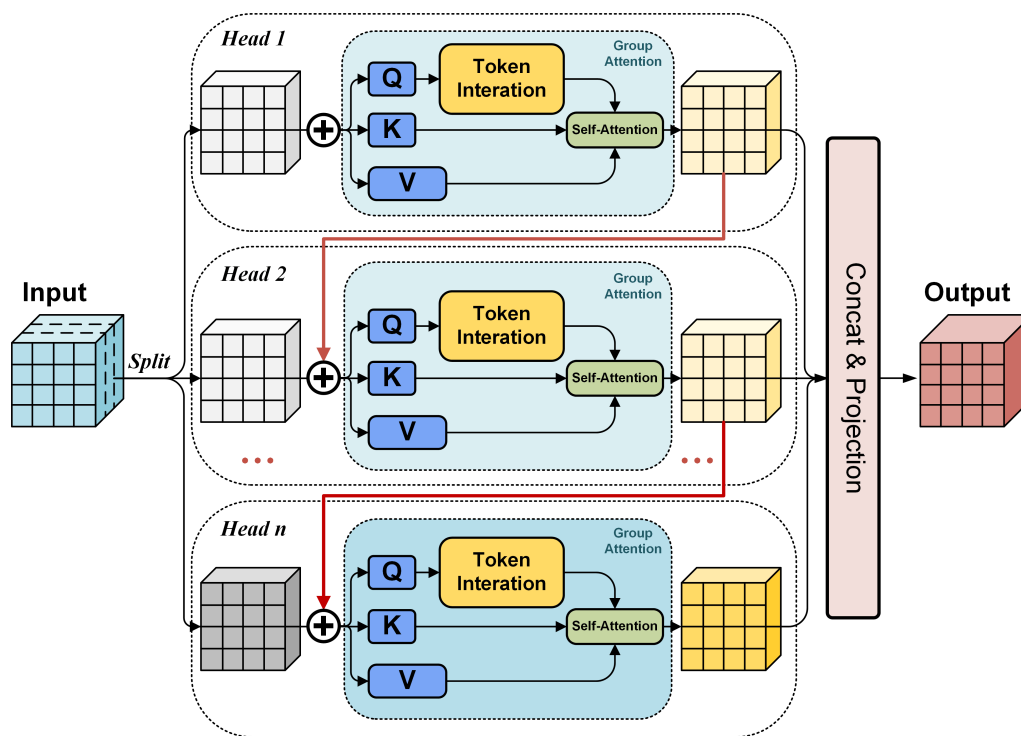 Head 1
Group
Attention
Q
Token
Interation
K
Self-Attention
V
Head 2
Group
Attention
Q
Token
Interation
K
Self-Attention
V
Input
Split
Concat & Projection
Output
...
...
Head n
Group
Attention
Q
Token
Interation
K
Self-Attention
V